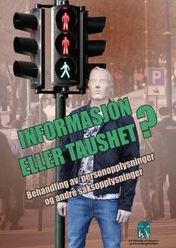 INFORMASJON
ELLER TAUSHET?
Behandling av personopplysninger
og andre saksopplysninger